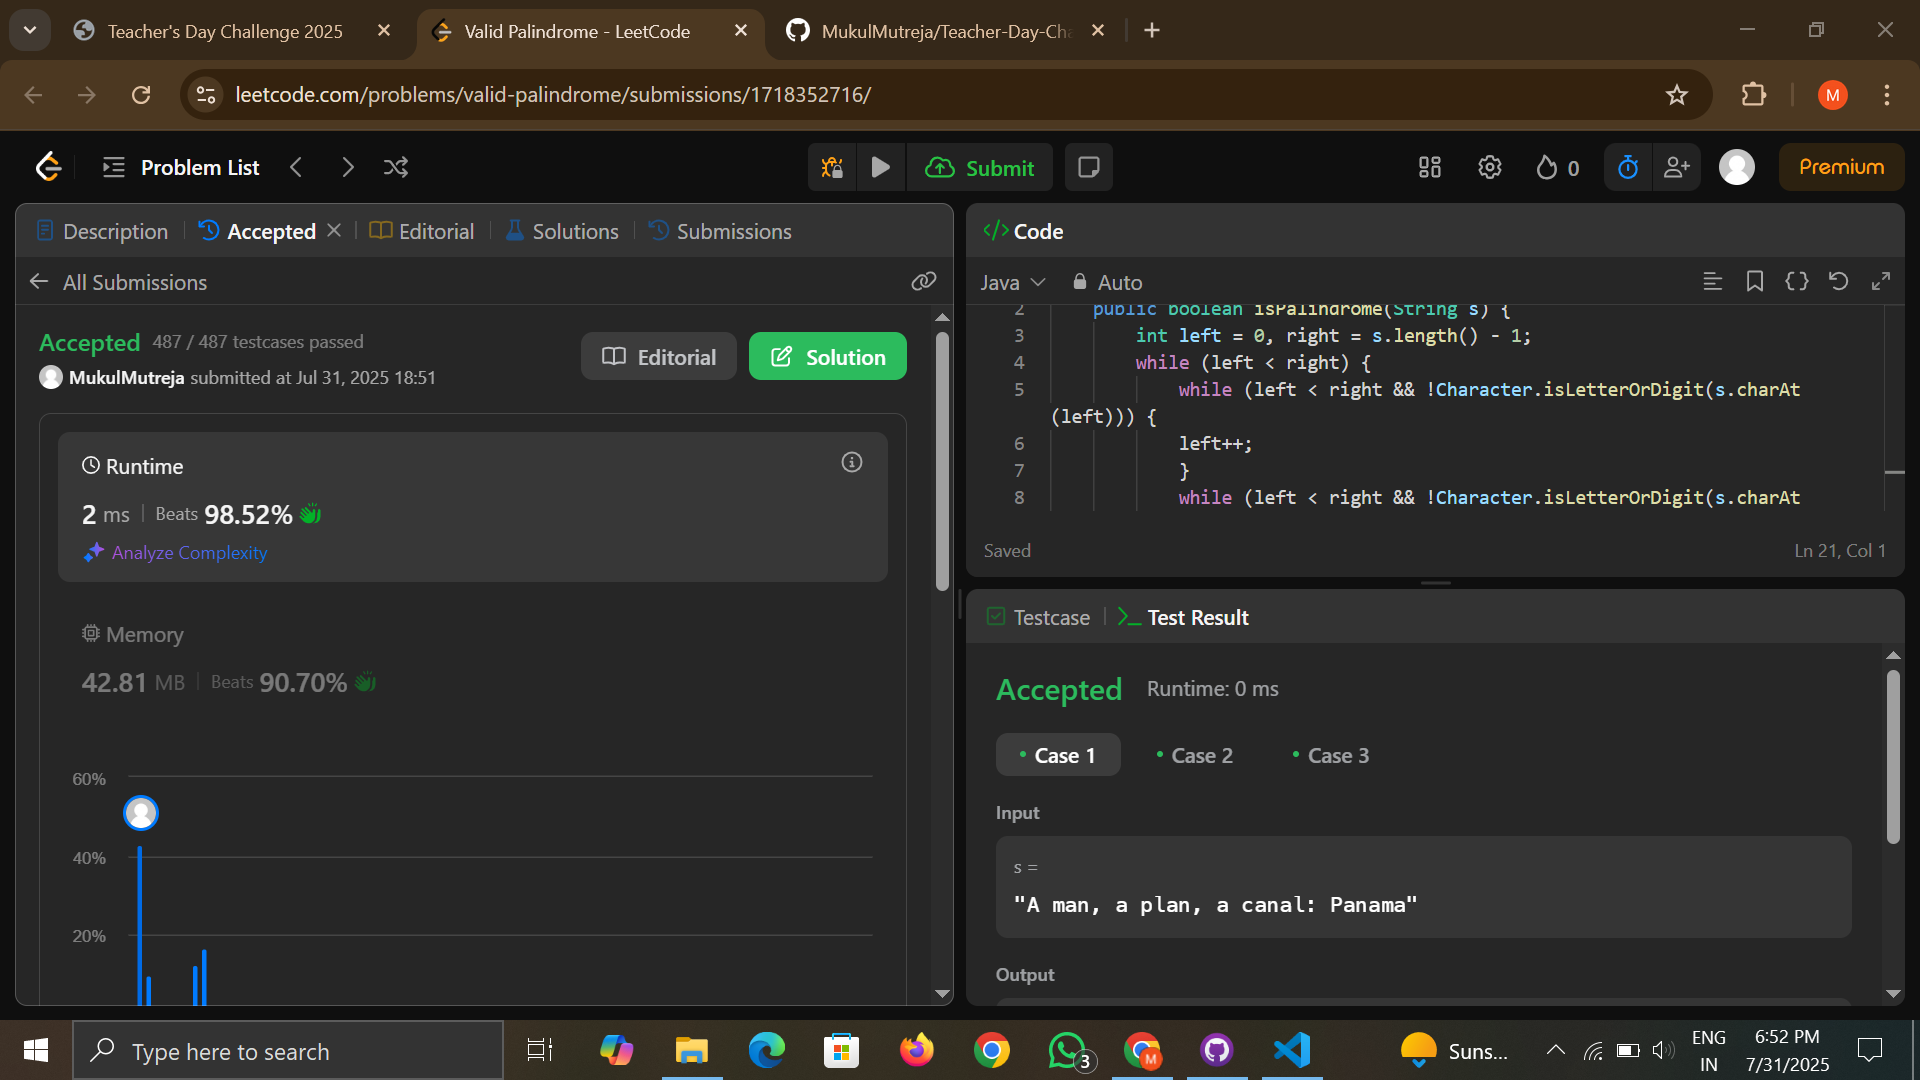 Teacher's Day Challenge 2025
Valid Palindrome - LeetCode
MukulMutreja/Teacher-Day-Cha
leetcode.com/problems/valid-palindrome/submissions/1718352716/
M
Problem List
Submit
0
Premium
Description
Accepted
Editorial
Solutions
Submissions
All Submissions
Accepted 487 / 487 testcases passed
MukulMutreja submitted at Jul 31, 2025 18:51
Editorial
Solution
Runtime
2 ms Beats 98.52%
Analyze Complexity
Memory
42.81 MB Beats 90.70%
60%
40%
20%
</> Code
Java Auto
2 public boolean isPalindrome(String s) {
3 int left = 0, right = s.length() - 1;
4 while (left < right) {
5 while (left < right && !Character.isLetterOrDigit(s.charAt
(left))) {
6 left++;
7 }
8 while (left < right && !Character.isLetterOrDigit(s.charAt
Saved
Ln 21, Col 1
Testcase
Test Result
Accepted Runtime: 0 ms
Case 1
Case 2
Case 3
Input
s =
"A man, a plan, a canal: Panama"
Output
Type here to search
3
M
Suns...
ENG
IN
6:52 PM
7/31/2025